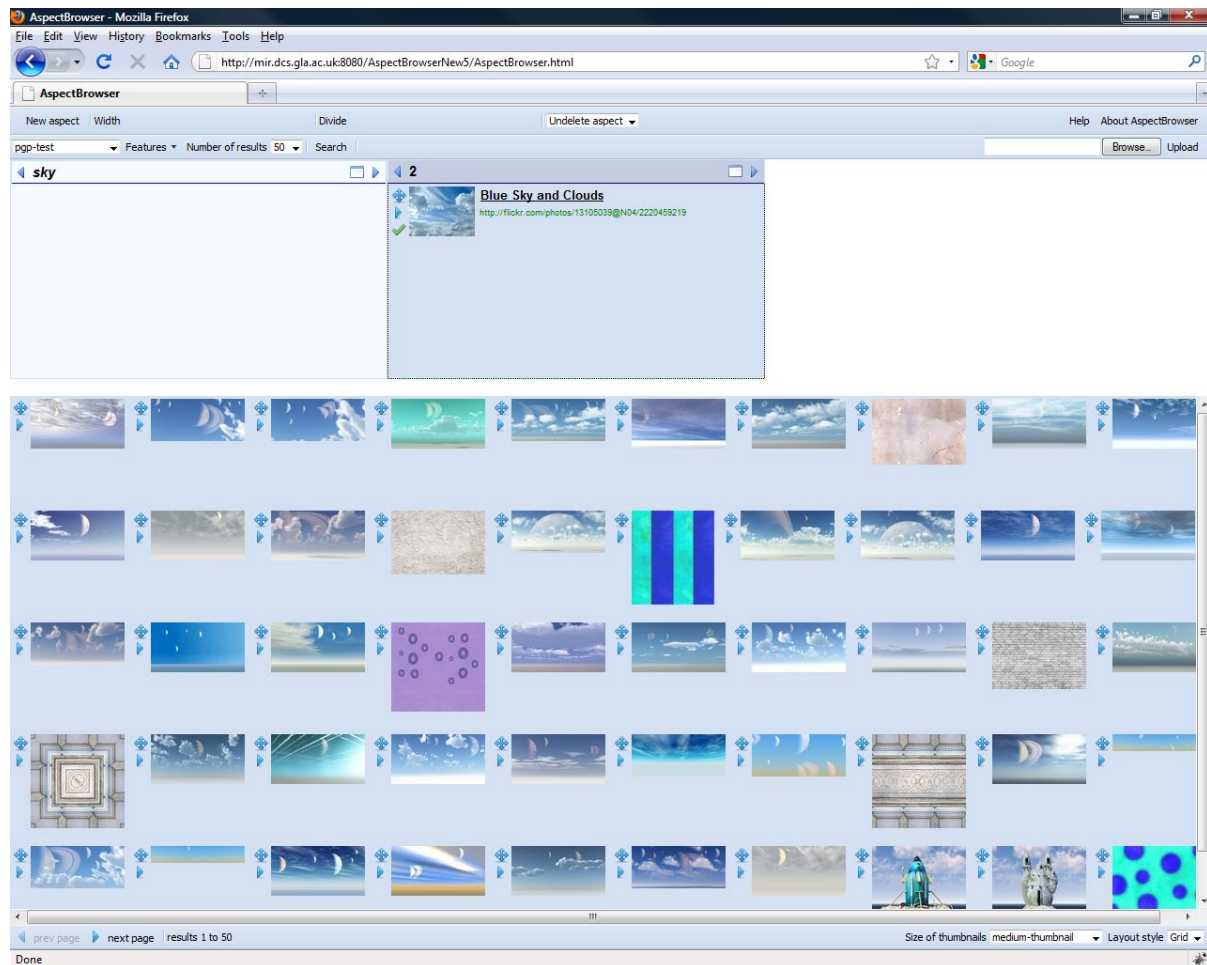 AspectBrowser - Mozilla Firefox
File Edit View History Bookmarks Tools Help
http://mir.dcs.gla.ac.uk:8080/AspectBrowserNew5/AspectBrowser.html Google
AspectBrowser
New aspect Width Divide Undelete aspect Help About AspectBrowser
pgp-test Features Number of results 50 Search Browse... Upload
sky 2
Blue Sky and Clouds
http://flickr.com/photos/13105039@N04/2220459219
prev page next page results 1 to 50 Size of thumbnails medium-thumbnail Layout style Grid
Done